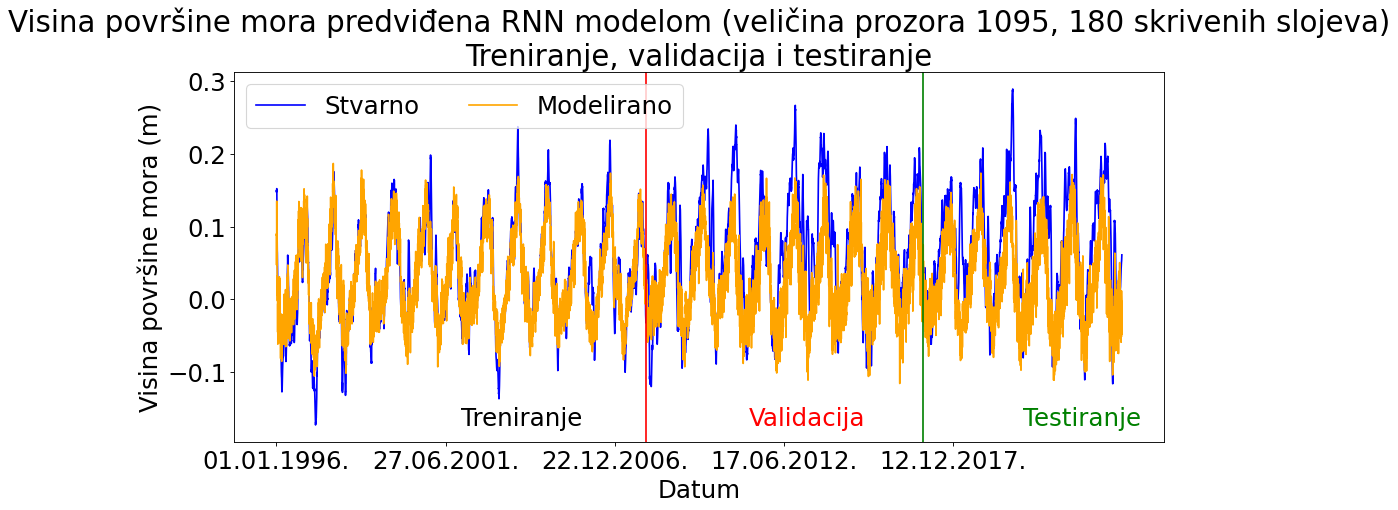 Visina površine mora predviđena RNN modelom (veličina prozora 1095, 180 skrivenih slojeva)
Treniranje, validacija i testiranje
Stvarno
Modelirano
Visina površine mora (m)
0.3
0.2
0.1
0.0
−0.1
Treniranje
Validacija
Testiranje
01.01.1996.
27.06.2001.
22.12.2006.
17.06.2012.
12.12.2017.
Datum